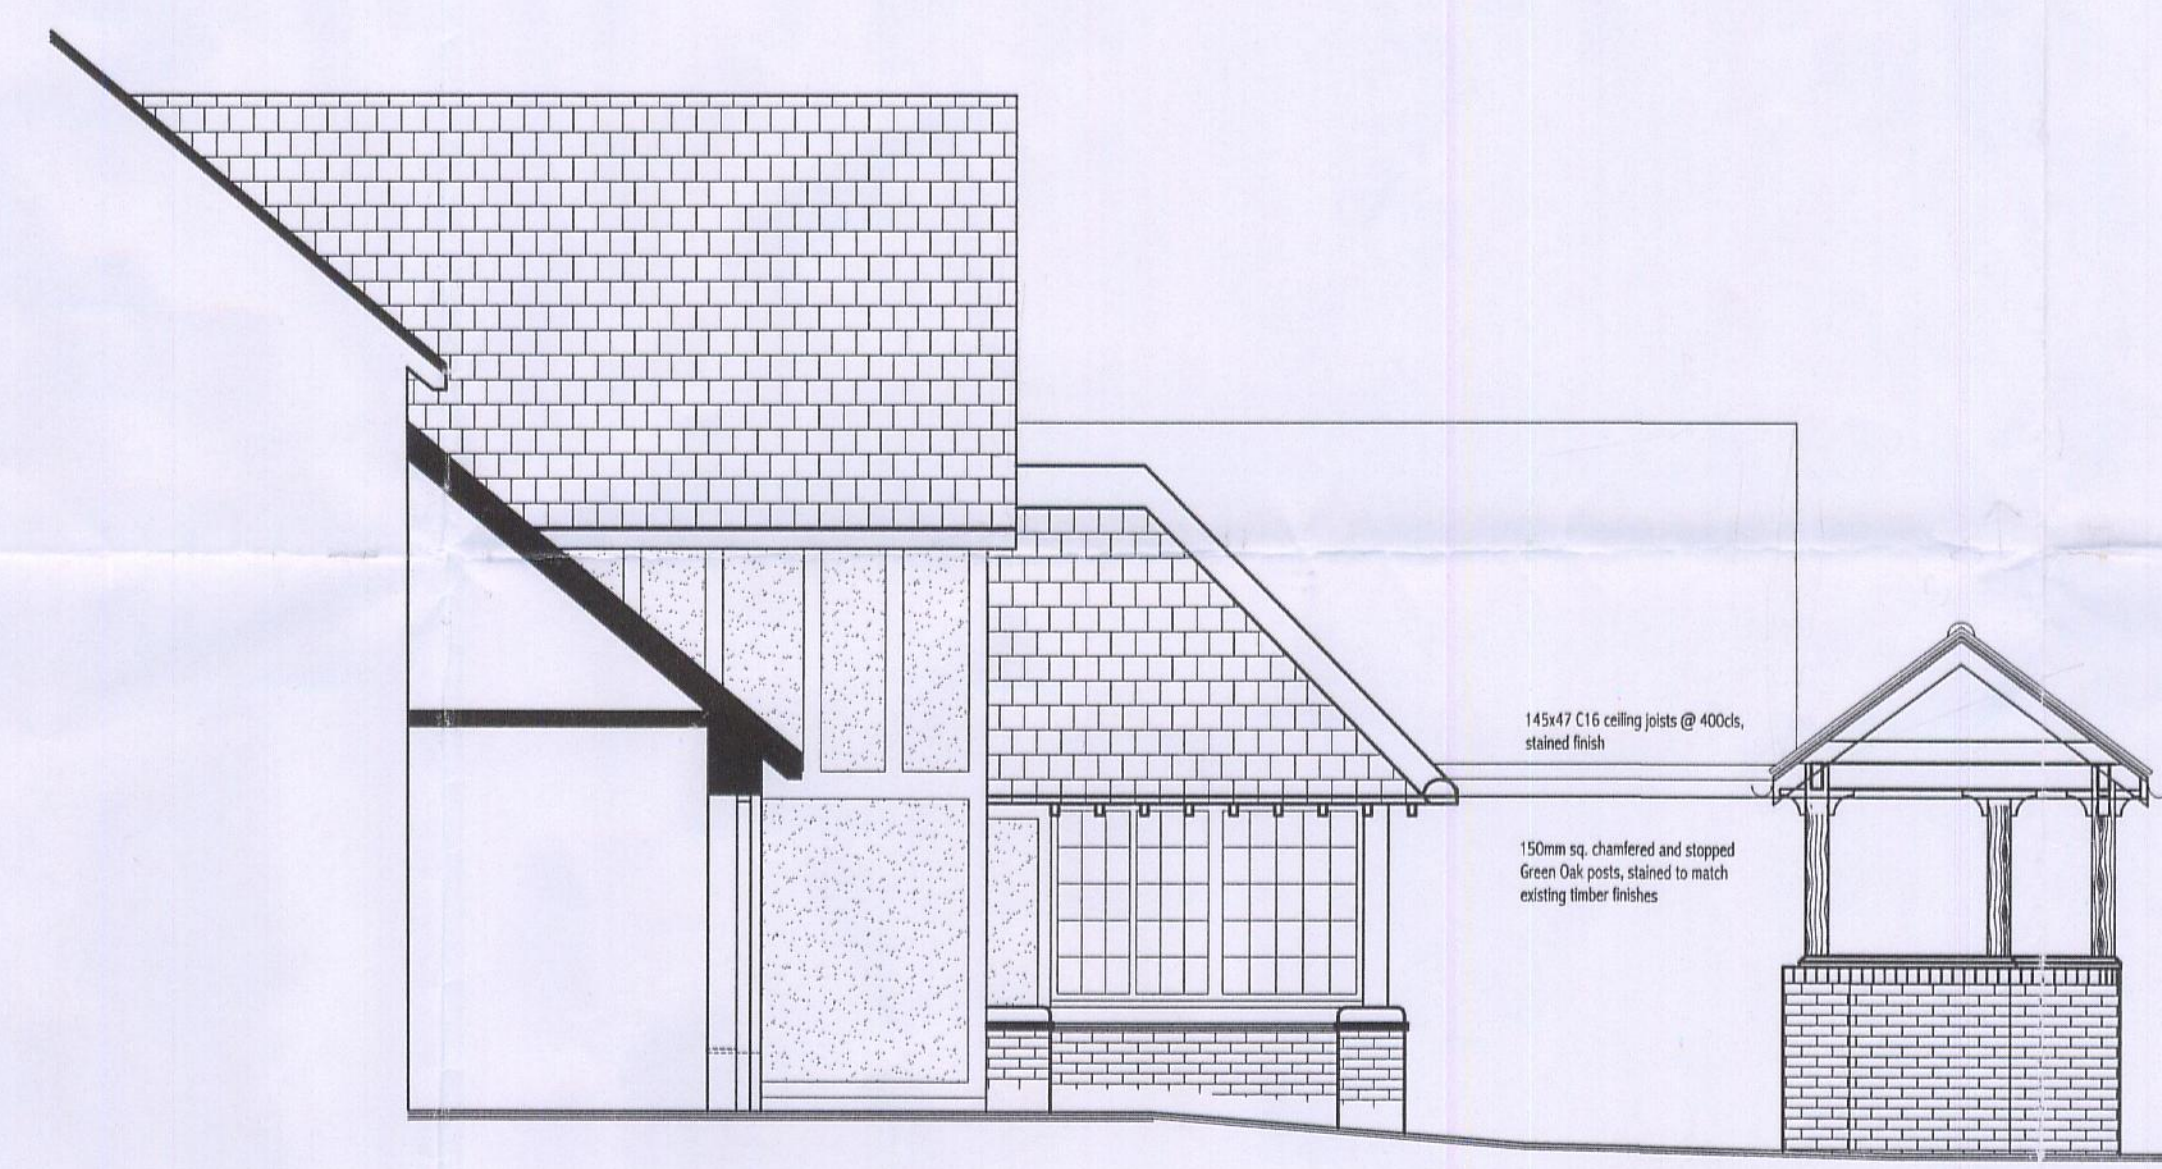 145x47 C16 ceiling joists @ 400cls,
stained finish
150mm sq. chamfered and stopped
Green Oak posts, stained to match
existing timber finishes